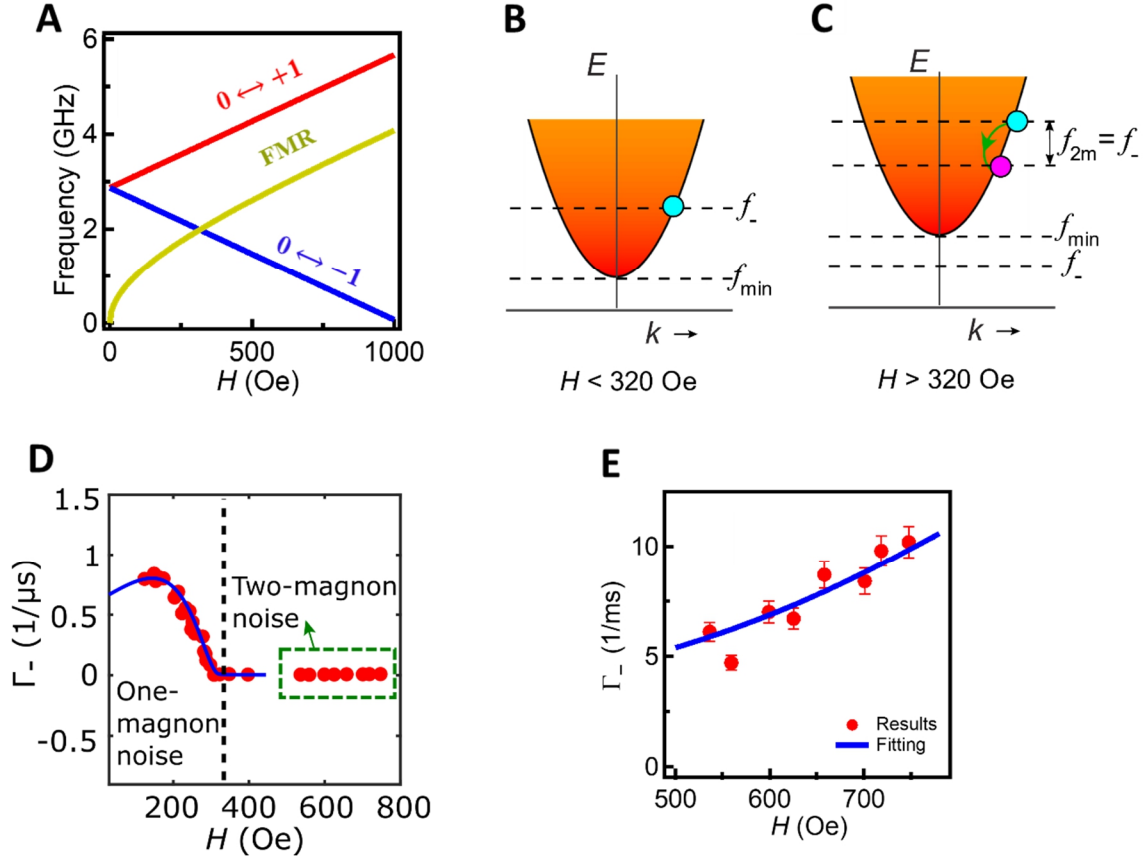 A
6
4
2
0
Frequency (GHz)
0 ⟷ +1
FMR
0 ⟷ −1
0
500
1000
H (Oe)
B
E
f-
fmin
k →
H < 320 Oe
C
E
f2m = f-
fmin
f-
k →
H > 320 Oe
D
1.5
1
0.5
0
-0.5
Γ- (1/μs)
Two-magnon
noise
One-
magnon
noise
200
400
600
800
H (Oe)
E
10
5
0
Γ− (1/ms)
Results
Fitting
500
600
700
H (Oe)